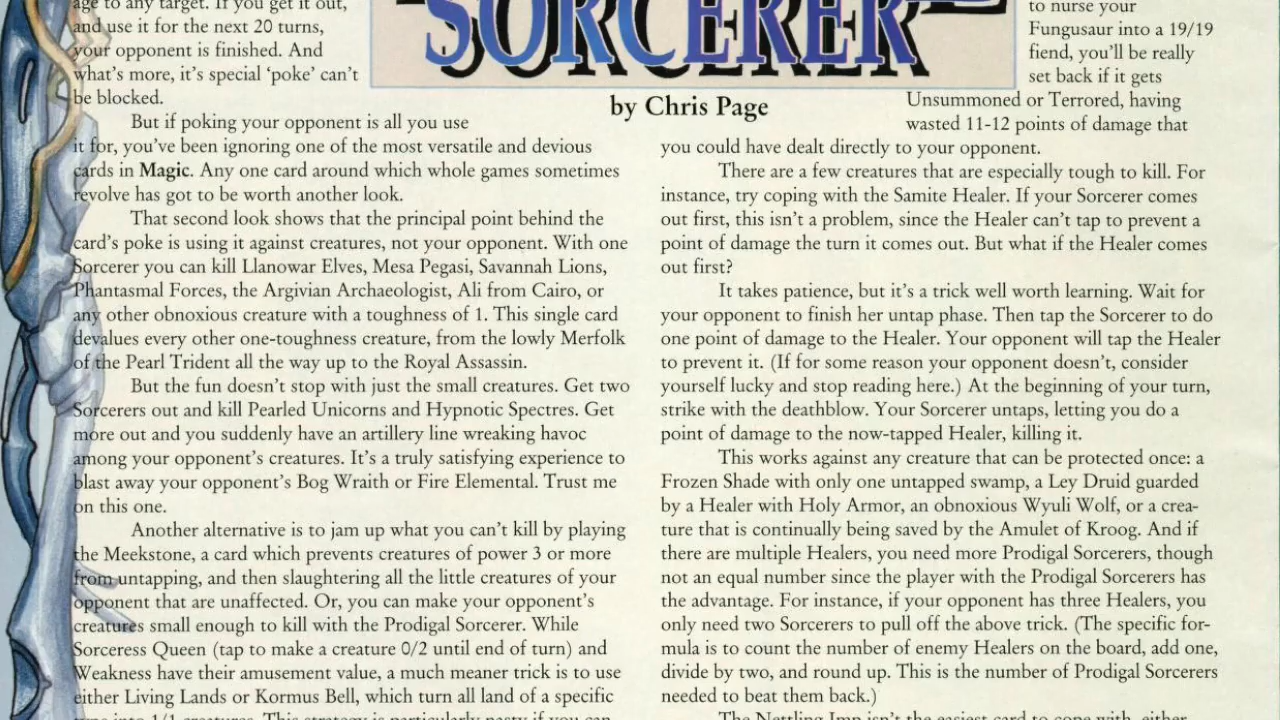 age to any target. If you get it out,
and use it for the next 20 turns,
your opponent is finished. And
what's more, it's special 'poke' can't
be blocked.
But if poking your opponent is all you use
it for, you've been ignoring one of the most versatile and devious
cards in Magic. Any one card around which whole games sometimes
revolve has got to be worth another look.
That second look shows that the principal point behind the
card's poke is using it against creatures, not your opponent. With one
Sorcerer you can kill Llanowar Elves, Mesa Pegasi, Savannah Lions,
Phantasmal Forces, the Argivian Archaeologist, Ali from Cairo, or
any other obnoxious creature with a toughness of 1. This single card
devalues every other one-toughness creature, from the lowly Merfolk
of the Pearl Trident all the way up to the Royal Assassin.
But the fun doesn't stop with just the small creatures. Get two
Sorcerers out and kill Pearled Unicorns and Hypnotic Spectres. Get
more out and you suddenly have an artillery line wreaking havoc
among your opponent's creatures. It's a truly satisfying experience to
blast away your opponent's Bog Wraith or Fire Elemental. Trust me
on this one.
Another alternative is to jam up what you can't kill by playing
the Meekstone, a card which prevents creatures of power 3 or more
from untapping, and then slaughtering all the little creatures of your
opponent that are unaffected. Or, you can make your opponent's
creatures small enough to kill with the Prodigal Sorcerer. While
Sorceress Queen (tap to make a creature 0/2 until end of turn) and
Weakness have their amusement value, a much meaner trick is to use
either Living Lands or Kormus Bell, which turn all land of a specific
type into 1/1 creatures. This strategy is particularly nasty if you can
SORCERER
by Chris Page
to nurse your
Fungusaur into a 19/19
fiend, you'll be really
set back if it gets
Unsummoned or Terrored, having
wasted 11-12 points of damage that
you could have dealt directly to your opponent.
There are a few creatures that are especially tough to kill. For
instance, try coping with the Samite Healer. If your Sorcerer comes
out first, this isn't a problem, since the Healer can't tap to prevent a
point of damage the turn it comes out. But what if the Healer comes
out first?
It takes patience, but it's a trick well worth learning. Wait for
your opponent to finish her untap phase. Then tap the Sorcerer to do
one point of damage to the Healer. Your opponent will tap the Healer
to prevent it. (If for some reason your opponent doesn't, consider
yourself lucky and stop reading here.) At the beginning of your turn,
strike with the deathblow. Your Sorcerer untaps, letting you do a
point of damage to the now-tapped Healer, killing it.
This works against any creature that can be protected once: a
Frozen Shade with only one untapped swamp, a Ley Druid guarded
by a Healer with Holy Armor, an obnoxious Wyuli Wolf, or a crea-
ture that is continually being saved by the Amulet of Kroog. And if
there are multiple Healers, you need more Prodigal Sorcerers, though
not an equal number since the player with the Prodigal Sorcerers has
the advantage. For instance, if your opponent has three Healers, you
only need two Sorcerers to pull off the above trick. (The specific for-
mula is to count the number of enemy Healers on the board, add one,
divide by two, and round up. This is the number of Prodigal Sorcerers
needed to beat them back.)
The Nettling Imp isn't the easiest card to cope with, either